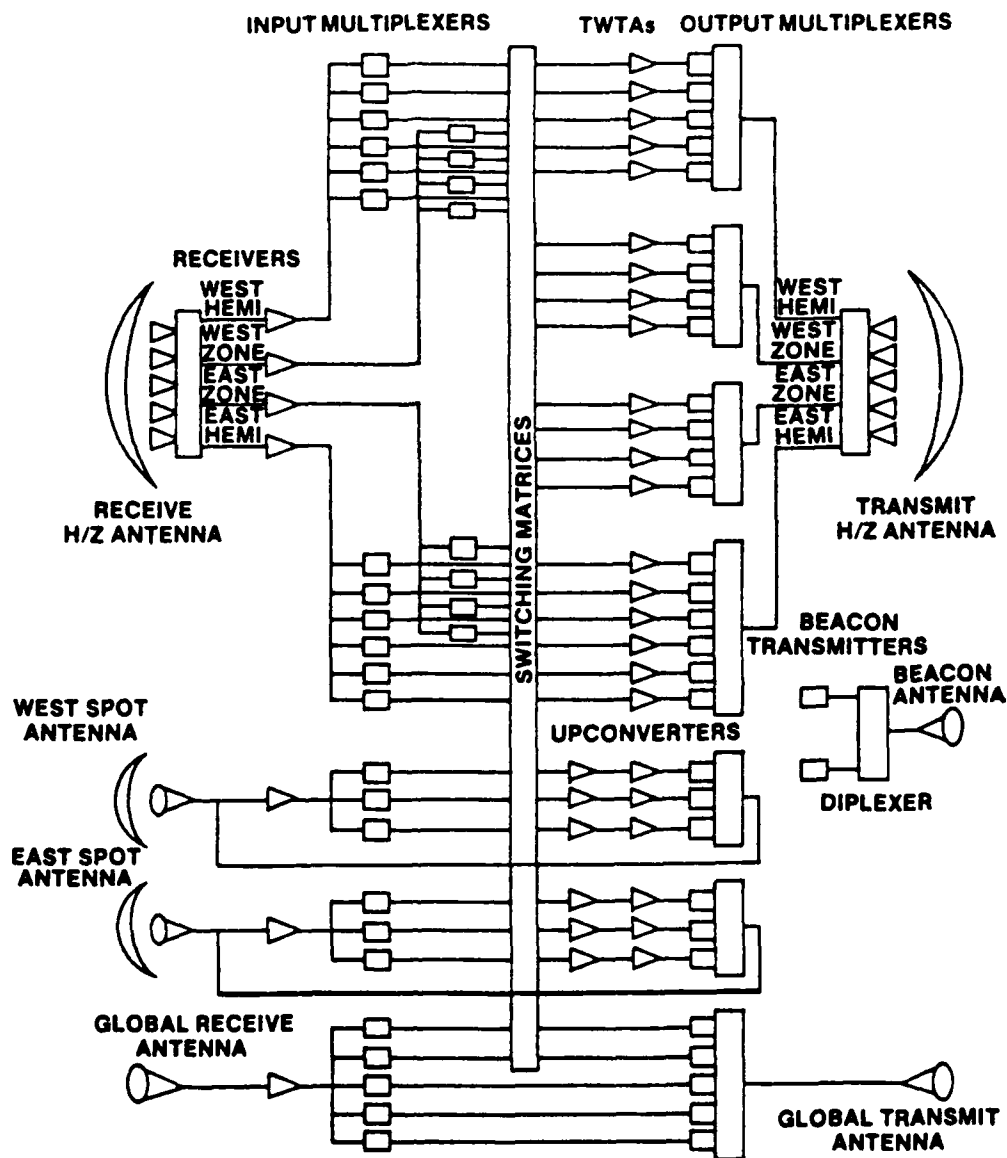 INPUT MULTIPLEXERS
TWTAs
OUTPUT MULTIPLEXERS
RECEIVERS
WEST
HEMI
WEST
ZONE
EAST
ZONE
EAST
HEMI
RECEIVE
H/Z ANTENNA
SWITCHING MATRICES
WEST
HEMI
WEST
ZONE
EAST
ZONE
EAST
HEMI
TRANSMIT
H/Z ANTENNA
BEACON
TRANSMITTERS
BEACON
ANTENNA
DIPLEXER
UPCONVERTERS
WEST SPOT
ANTENNA
EAST SPOT
ANTENNA
GLOBAL RECEIVE
ANTENNA
GLOBAL TRANSMIT
ANTENNA